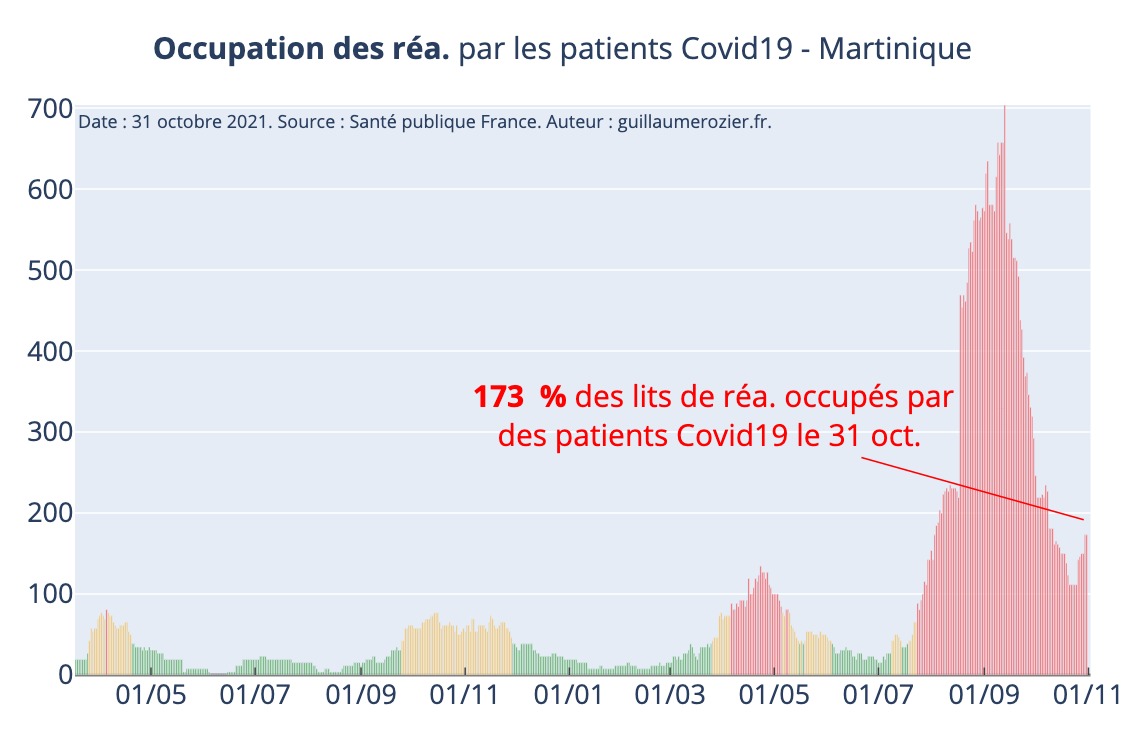 Occupation des réa. par les patients Covid19 - Martinique
700
Date : 31 octobre 2021. Source : Santé publique France. Auteur : guillaumerozier.fr.
600
500
400
173 % des lits de réa. occupés par
des patients Covid19 le 31 oct.
300
200
100
0
01/05 01/07 01/09 01/11 01/01 01/03 01/05 01/07 01/09 01/11